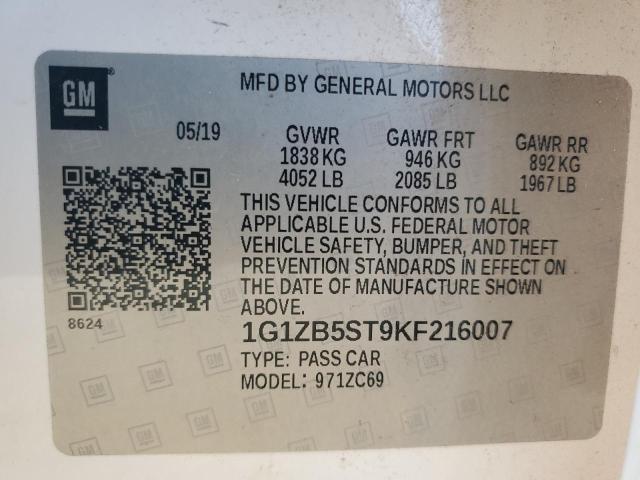 GM
MFD BY GENERAL MOTORS LLC
05/19 GVWR GAWR FRT GAWR RR
1838 KG 946 KG 892 KG
4052 LB 2085 LB 1967 LB
THIS VEHICLE CONFORMS TO ALL
APPLICABLE U.S. FEDERAL MOTOR
VEHICLE SAFETY, BUMPER, AND THEFT
PREVENTION STANDARDS IN EFFECT ON
THE DATE OF MANUFACTURE SHOWN
ABOVE.
8624
1G1ZB5ST9KF216007
TYPE: PASS CAR
MODEL: 971ZC69